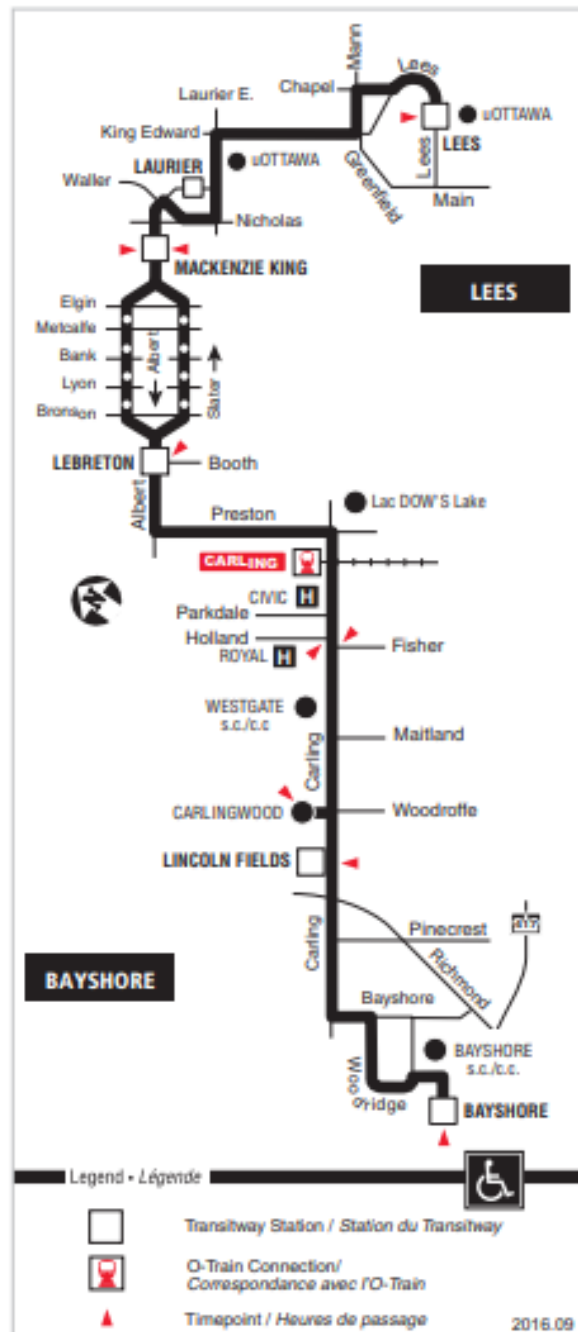 Mann
Lees
Chapel
Laurier E.
uOTTAWA
King Edward
LEES
LAURIER
uOTTAWA
Greenfield
Lees
Waller
Main
Nicholas
MACKENZIE KING
LEES
Elgin
Metcalfe
Albert
Bank
Slater
Lyon
Bronson
LEBRETON
Booth
Albert
Lac DOW'S Lake
Preston
CARLING
CIVIC H
Parkdale
Holland
Fisher
ROYAL H
WESTGATE
s.c./c.c
Carling
Maitland
CARLINGWOOD
Woodroffe
LINCOLN FIELDS
Carling
Pinecrest
417
Richmond
BAYSHORE
Bayshore
BAYSHORE
s.c./c.c.
Woodridge
BAYSHORE
Legend • Légende
Transitway Station / Station du Transitway
O-Train Connection/
Correspondance avec l'O-Train
Timepoint / Heures de passage
2016.09